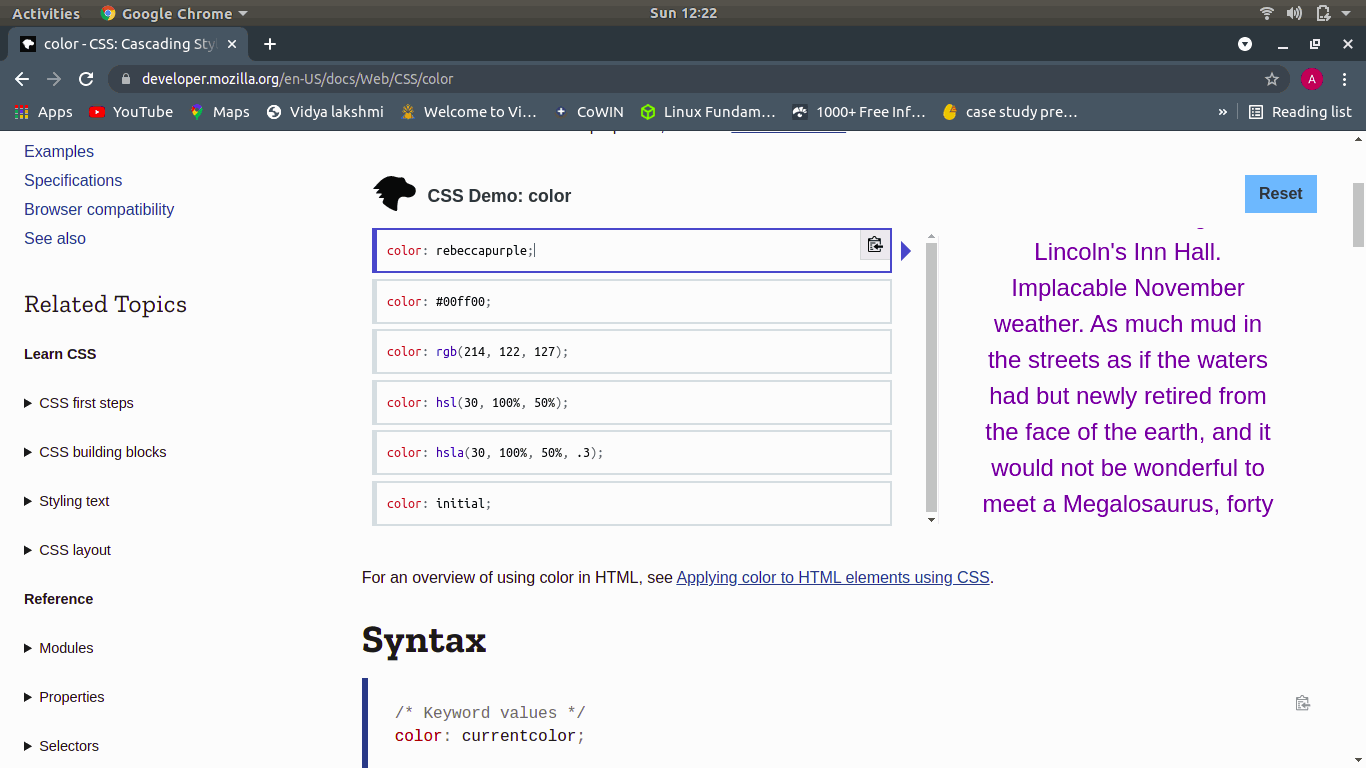 Activities Google Chrome Sun 12:22
color - CSS: Cascading Sty
developer.mozilla.org/en-US/docs/Web/CSS/color A
Apps YouTube Maps Vidya lakshmi Welcome to Vi... CoWIN Linux Fundam... 1000+ Free Inf... case study pre... » Reading list
Examples
Specifications
Browser compatibility
See also
Related Topics
Learn CSS
CSS first steps
CSS building blocks
Styling text
CSS layout
Reference
Modules
Properties
Selectors
CSS Demo: color
Reset
color: rebeccapurple;
color: #00ff00;
color: rgb(214, 122, 127);
color: hsl(30, 100%, 50%);
color: hsla(30, 100%, 50%, .3);
color: initial;
Lincoln's Inn Hall.
Implacable November
weather. As much mud in
the streets as if the waters
had but newly retired from
the face of the earth, and it
would not be wonderful to
meet a Megalosaurus, forty
For an overview of using color in HTML, see Applying color to HTML elements using CSS.
Syntax
/* Keyword values */
color: currentcolor;